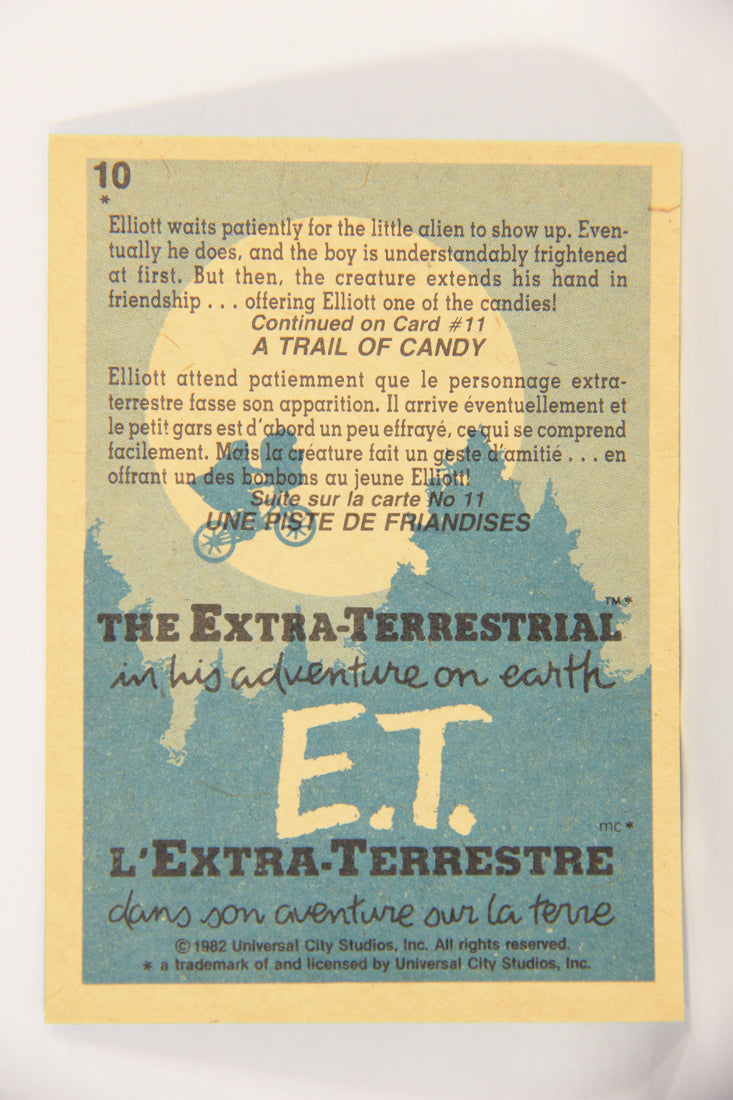 10
*
Elliott waits patiently for the little alien to show up. Even-
tually he does, and the boy is understandably frightened
at first. But then, the creature extends his hand in
friendship . . . offering Elliott one of the candies!
Continued on Card #11
A TRAIL OF CANDY
Elliott attend patiemment que le personnage extra-
terrestre fasse son apparition. Il arrive éventuellement et
le petit gars est d'abord un peu effrayé, ce qui se comprend
facilement. Mais la créature fait un geste d'amitié . . . en
offrant un des bonbons au jeune Elliott!
Suite sur la carte No 11
UNE PISTE DE FRIANDISES
THE EXTRA-TERRESTRIAL™*
in his adventure on earth
E.T.
mc*
L'EXTRA-TERRESTRE
dans son aventure sur la terre
©1982 Universal City Studios, Inc. All rights reserved.
* a trademark of and licensed by Universal City Studios, Inc.